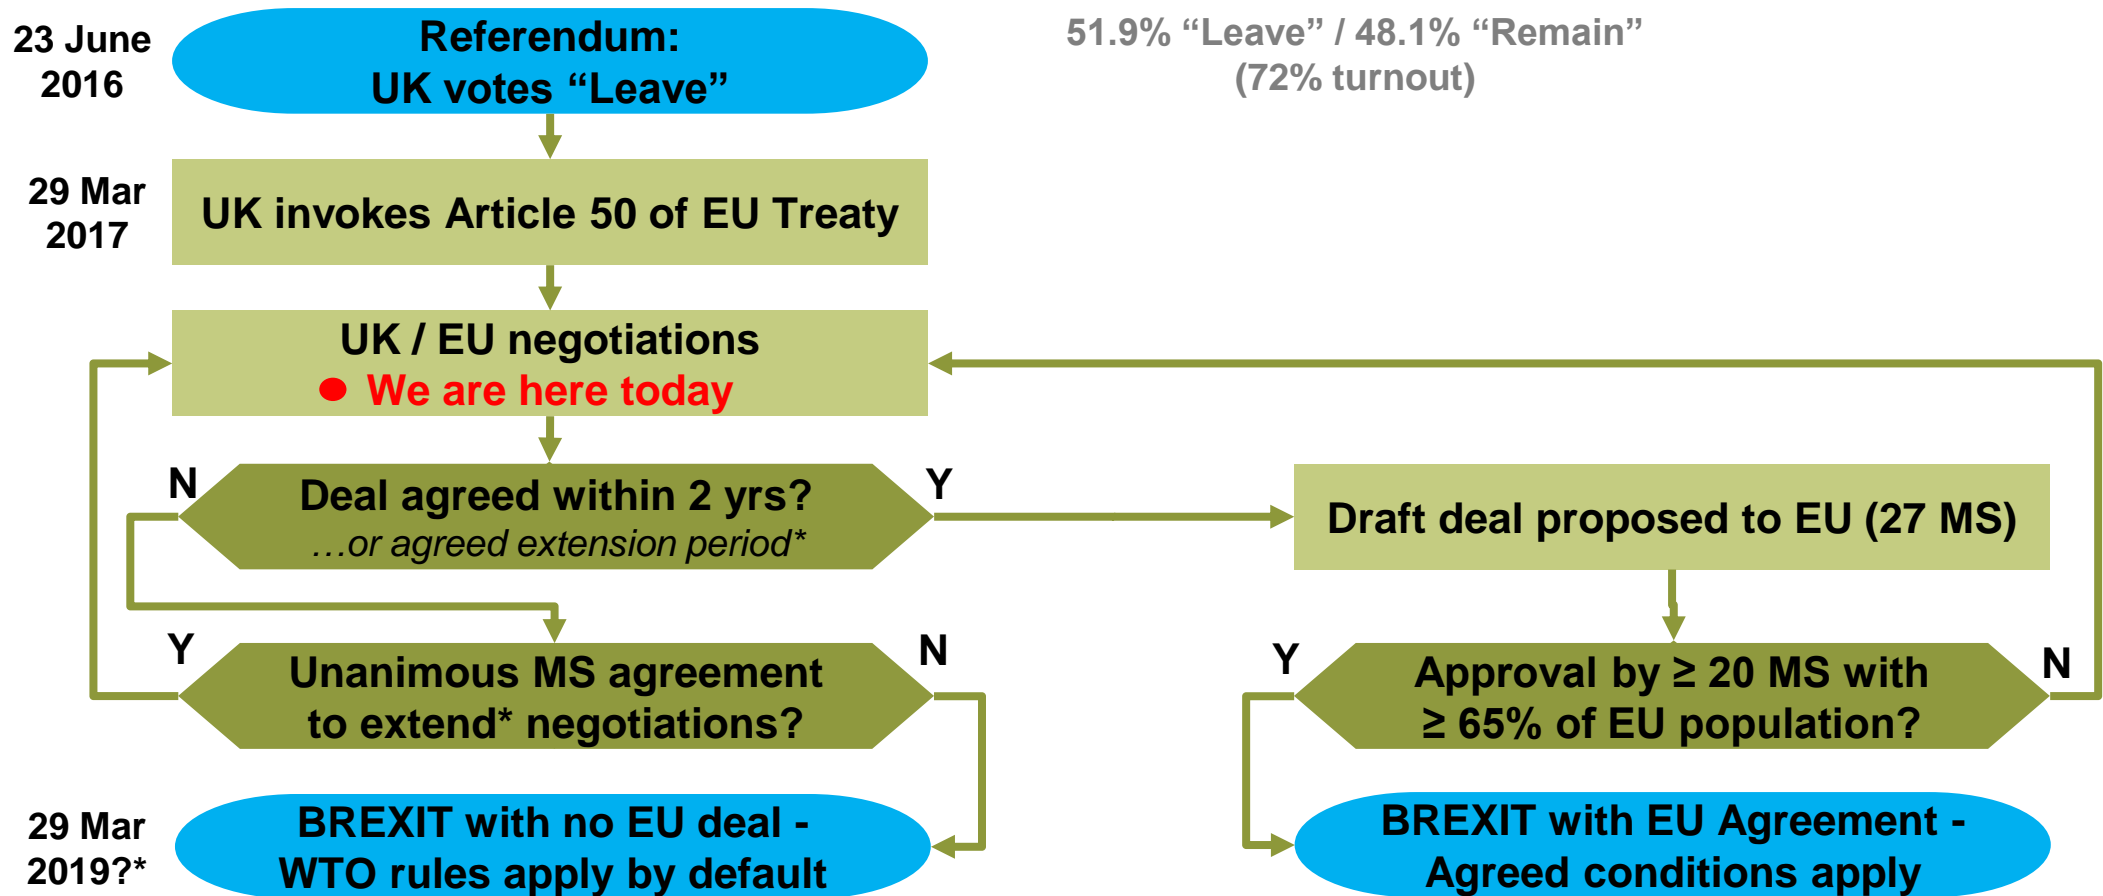 23 June
2016
Referendum:
UK votes “Leave”
51.9% “Leave” / 48.1% “Remain”
(72% turnout)
29 Mar
2017
UK invokes Article 50 of EU Treaty
UK / EU negotiations
● We are here today
N
Deal agreed within 2 yrs?
…or agreed extension period*
Y
Draft deal proposed to EU (27 MS)
Y
Unanimous MS agreement
to extend* negotiations?
N
Y
Approval by ≥ 20 MS with
≥ 65% of EU population?
N
29 Mar
2019?*
BREXIT with no EU deal -
WTO rules apply by default
BREXIT with EU Agreement -
Agreed conditions apply